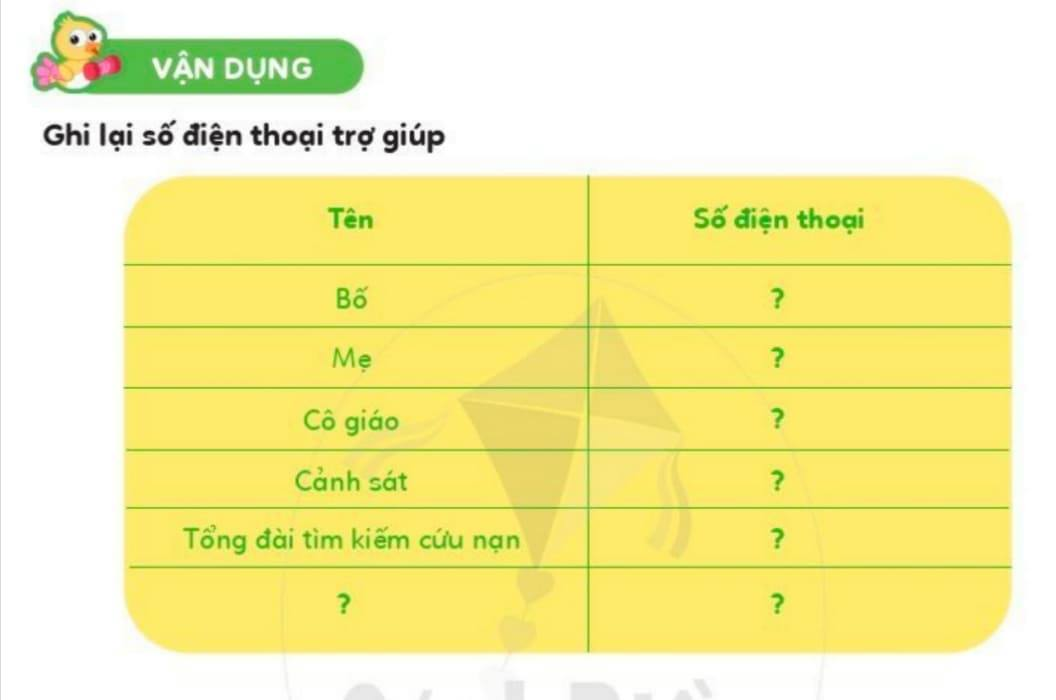 VẬN DỤNG
Ghi lại số điện thoại trợ giúp
Tên Số điện thoại
Bố ?
Mẹ ?
Cô giáo ?
Cảnh sát ?
Tổng đài tìm kiếm cứu nạn ?
? ?